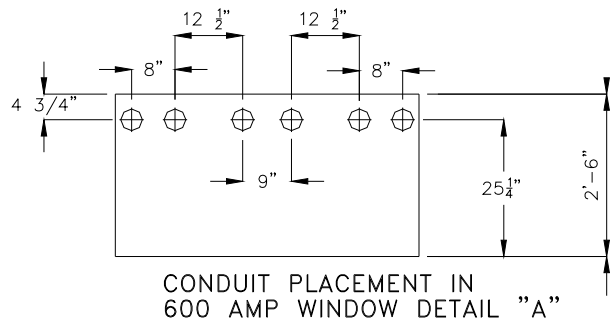 12 1/2" 12 1/2"
8" 8"
4 3/4"
9" 25 1/4" 2'-6"
CONDUIT PLACEMENT IN
600 AMP WINDOW DETAIL "A"